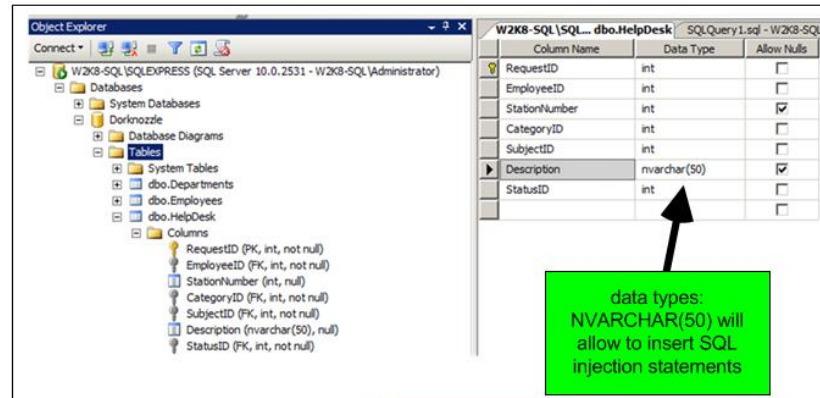 Object Explorer
Connect
W2K8-SQL\SQLEXPRESS (SQL Server 10.0.2531 - W2K8-SQL\Administrator)
Databases
System Databases
Dorknozzle
Database Diagrams
Tables
System Tables
dbo.Departments
dbo.Employees
dbo.HelpDesk
Columns
RequestID (PK, int, not null)
EmployeeID (FK, int, not null)
StationNumber (int, null)
CategoryID (FK, int, not null)
SubjectID (FK, int, not null)
Description (nvarchar(50), null)
StatusID (FK, int, not null)
W2K8-SQL\SQL... dbo.HelpDesk SQLQuery1.sql - W2K8-SQL
Column Name Data Type Allow Nulls
RequestID int
EmployeeID int
StationNumber int
CategoryID int
SubjectID int
Description nvarchar(50)
StatusID int
data types:
NVARCHAR(50) will
allow to insert SQL
injection statements